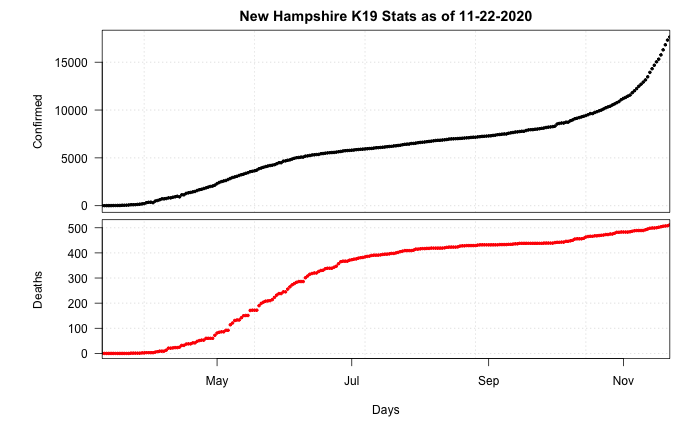 New Hampshire K19 Stats as of 11-22-2020
Confirmed
15000
10000
5000
0
Deaths
500
400
300
200
100
0
May Jul Sep Nov
Days